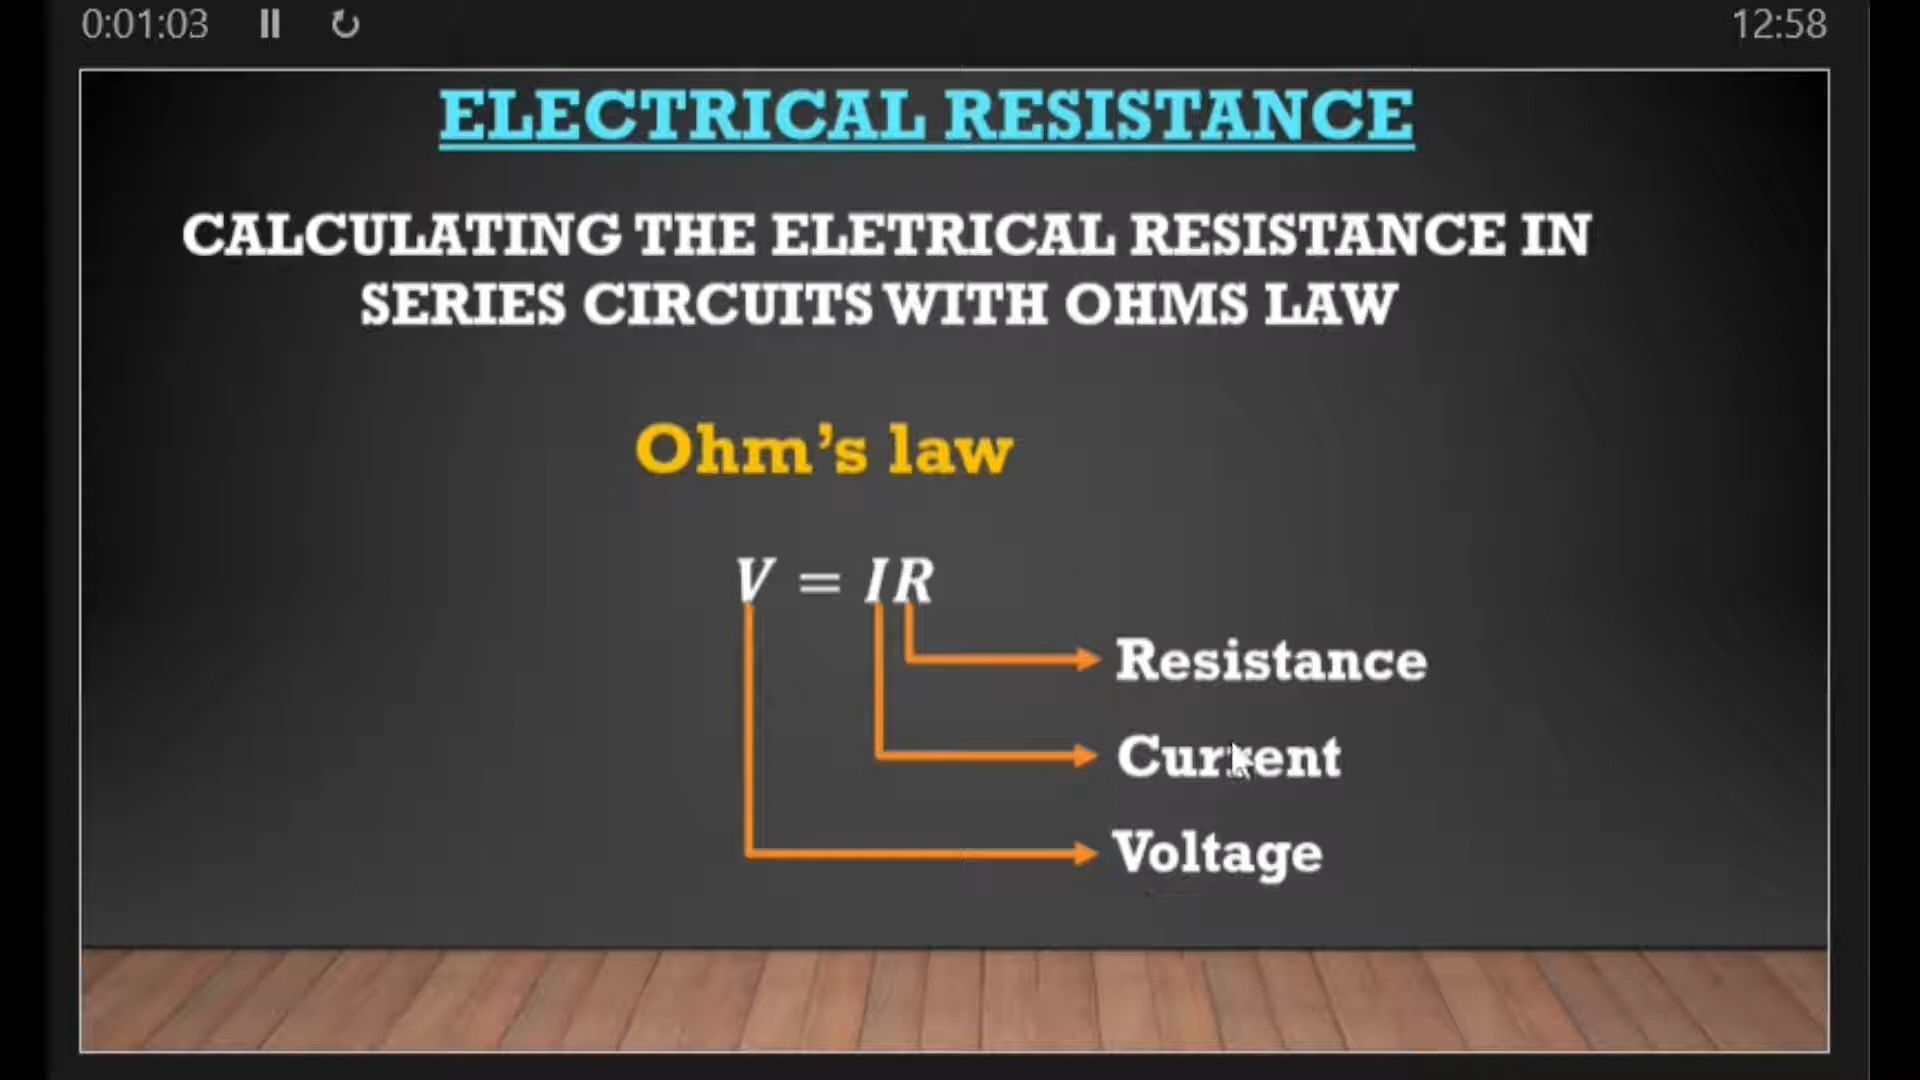 0:01:03
12:58
ELECTRICAL RESISTANCE
CALCULATING THE ELETRICAL RESISTANCE IN
SERIES CIRCUITS WITH OHMS LAW
Ohm’s law
V = IR
Resistance
Current
Voltage